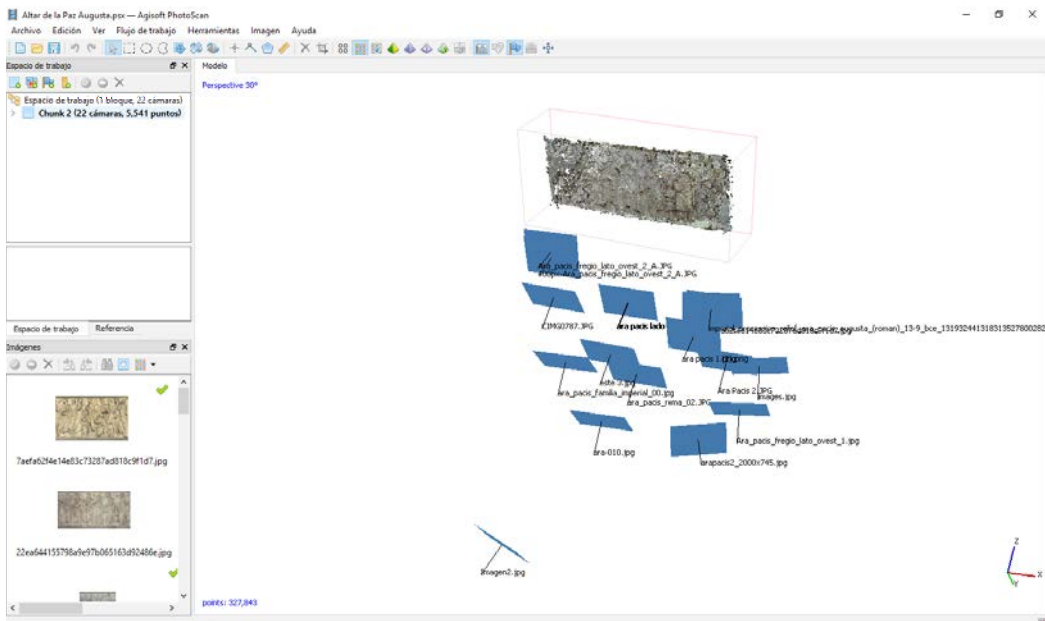 Altar de la Paz Augusta.psx — Agisoft PhotoScan
Archivo Edición Ver Flujo de trabajo Herramientas Imagen Ayuda
Espacio de trabajo
Modelo
Perspective 30°
Espacio de trabajo (1 bloque, 22 cámaras)
Chunk 2 (22 cámaras, 5,541 puntos)
Ara_pacis_fregio_lato_ovest_2_A.JPG
Ara_pacis_fregio_lato_ovest_2_A.JPG
CIMG0787.JPG
ara pacis lado
ara pacis 1
este 3.jpg
ara_pacis_familia_imperial_00.jpg
ara_pacis_roma_02.JPG
Ara Pacis 2.JPG
images.jpg
Ara_pacis_fregio_lato_ovest_1.jpg
ara-010.jpg
arapacis2_2000x745.jpg
Imagen2.jpg
Espacio de trabajo Referencia
Imágenes
7aefa62f4e14e83c73287ad818c9f1d7.jpg
22ea644155798a9e97b065163d92486e.jpg
Z
X
Y
points: 327,843